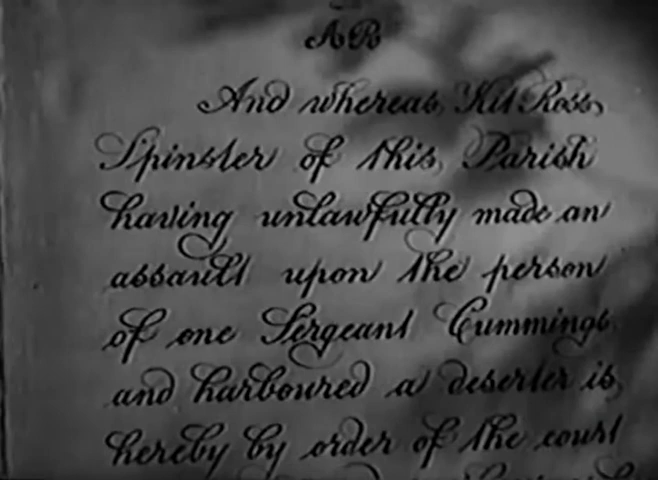 AR
And whereas, Kit Ross,
Spinster of this, Parish
having unlawfully made an
assault upon the person
of one Sergeant Cummings,
and harboured a deserter is,
hereby by order of the court